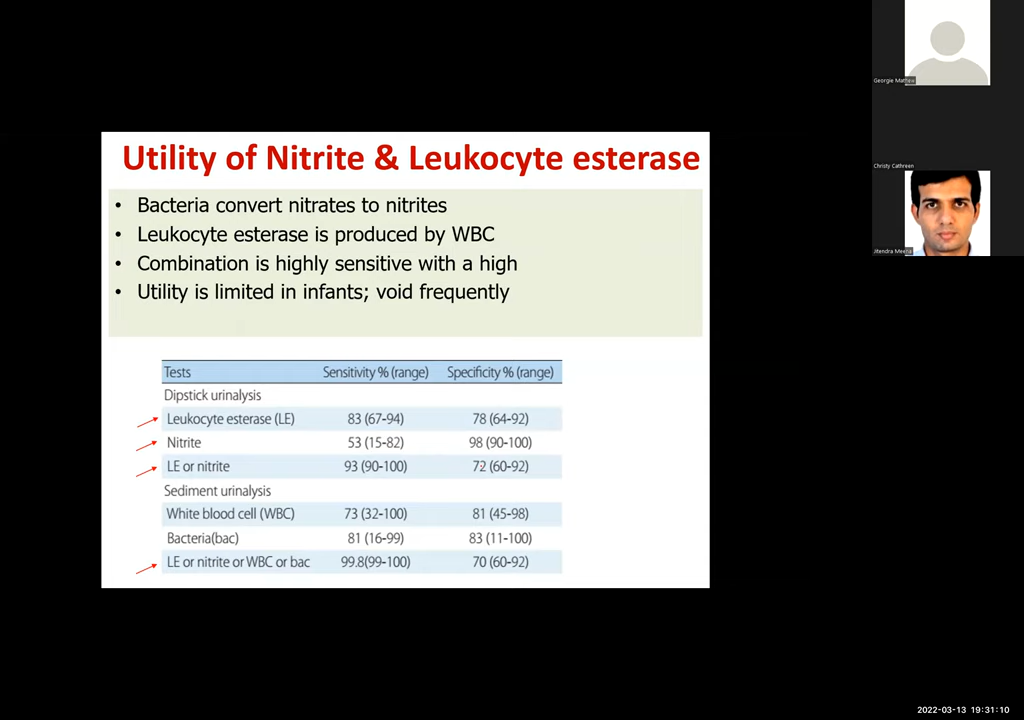 Utility of Nitrite & Leukocyte esterase
• Bacteria convert nitrates to nitrites
• Leukocyte esterase is produced by WBC
• Combination is highly sensitive with a high
• Utility is limited in infants; void frequently
Tests Sensitivity % (range) Specificity % (range)
Dipstick urinalysis
Leukocyte esterase (LE) 83 (67-94) 78 (64-92)
Nitrite 53 (15-82) 98 (90-100)
LE or nitrite 93 (90-100) 72 (60-92)
Sediment urinalysis
White blood cell (WBC) 73 (32-100) 81 (45-98)
Bacteria(bac) 81 (16-99) 83 (11-100)
LE or nitrite or WBC or bac 99.8(99-100) 70 (60-92)
Georgie Mathew
Christy Cathreen
Jitendra Meena
2022-03-13 19:31:10